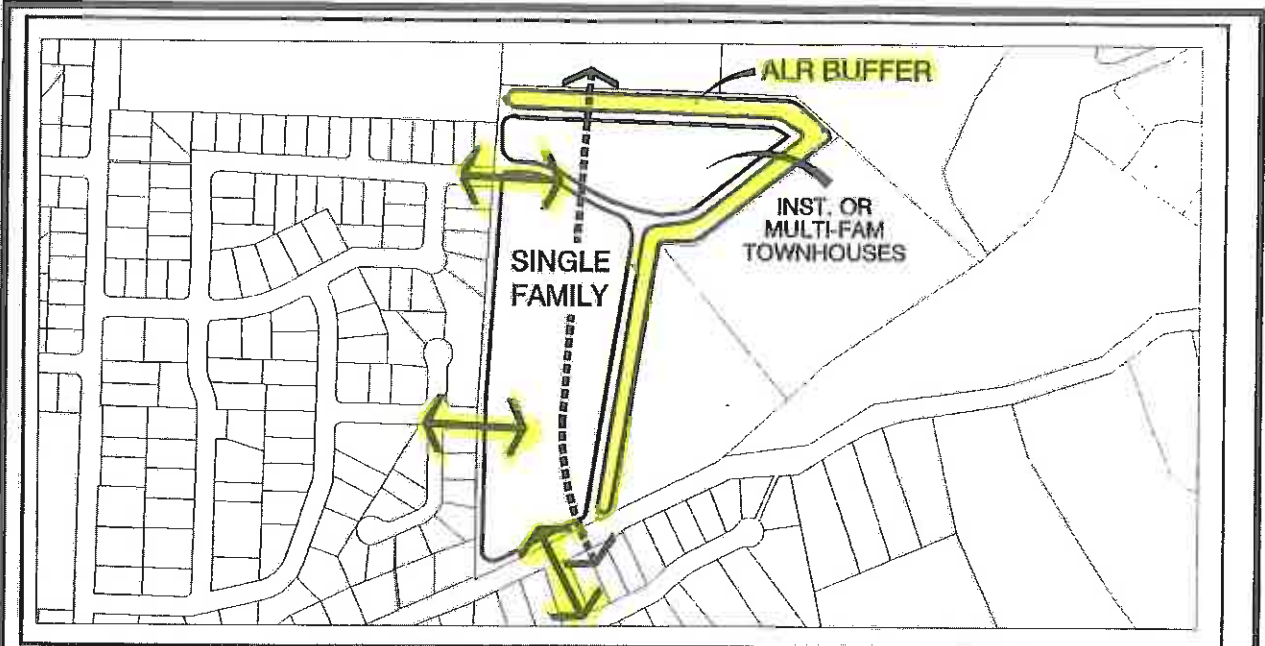 ALR BUFFER
INST. OR
MULTI-FAM
TOWNHOUSES
SINGLE
FAMILY